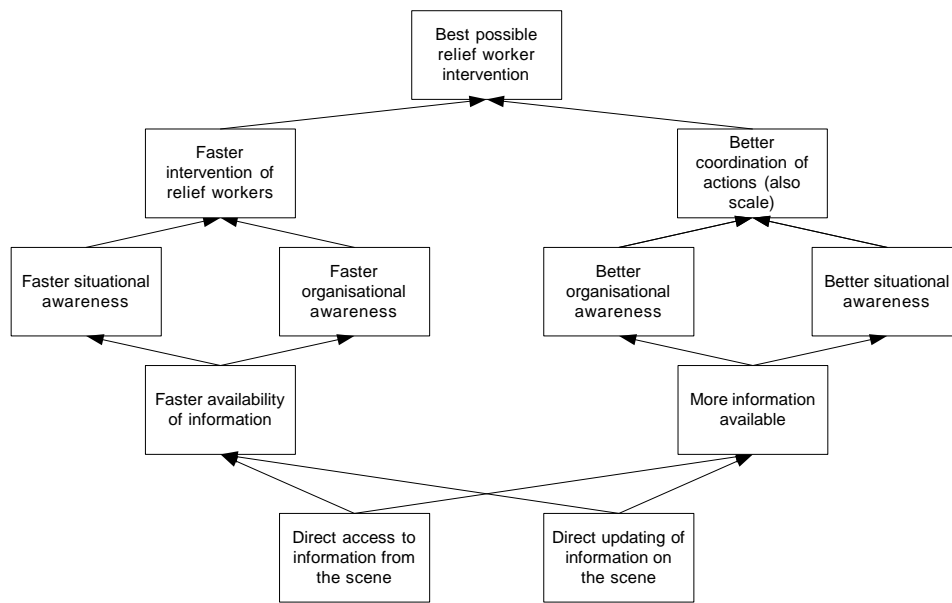 Best possible
relief worker
intervention
Faster
intervention of
relief workers
Better
coordination of
actions (also
scale)
Faster situational
awareness
Faster
organisational
awareness
Better
organisational
awareness
Better situational
awareness
Faster availability
of information
More information
available
Direct access to
information from
the scene
Direct updating of
information on
the scene